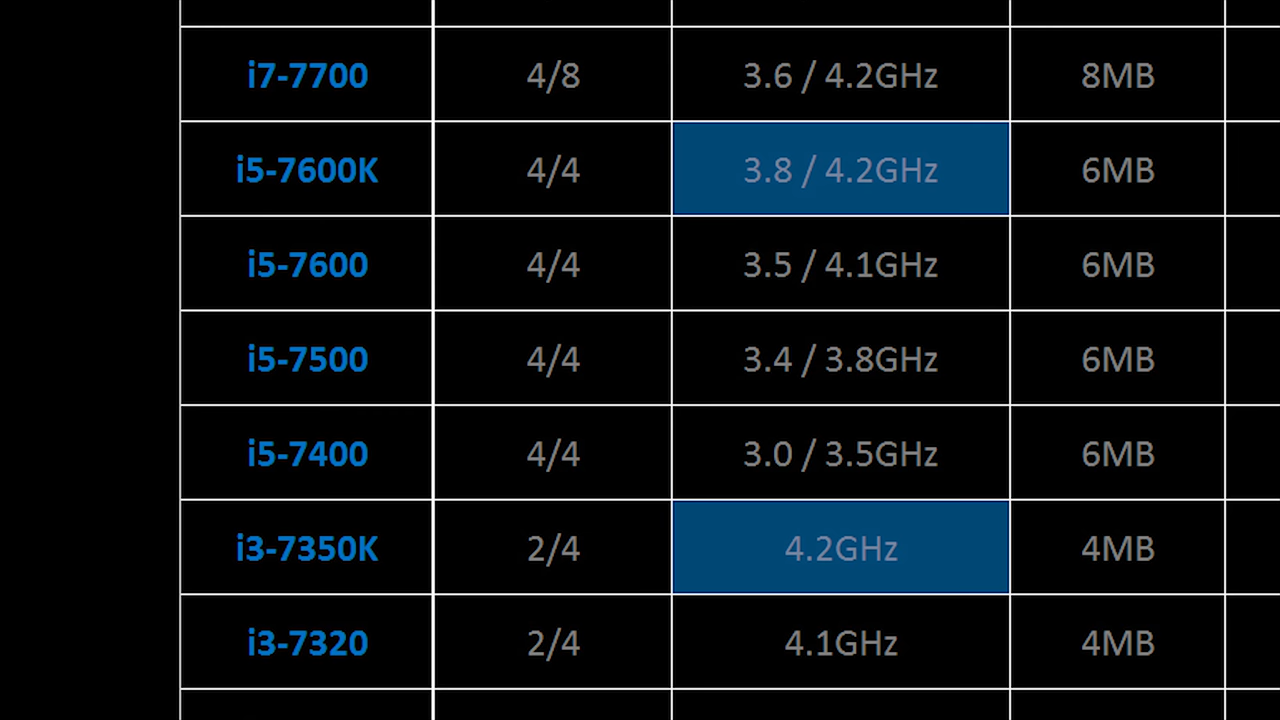 i7-7700 4/8 3.6 / 4.2GHz 8MB
i5-7600K 4/4 3.8 / 4.2GHz 6MB
i5-7600 4/4 3.5 / 4.1GHz 6MB
i5-7500 4/4 3.4 / 3.8GHz 6MB
i5-7400 4/4 3.0 / 3.5GHz 6MB
i3-7350K 2/4 4.2GHz 4MB
i3-7320 2/4 4.1GHz 4MB